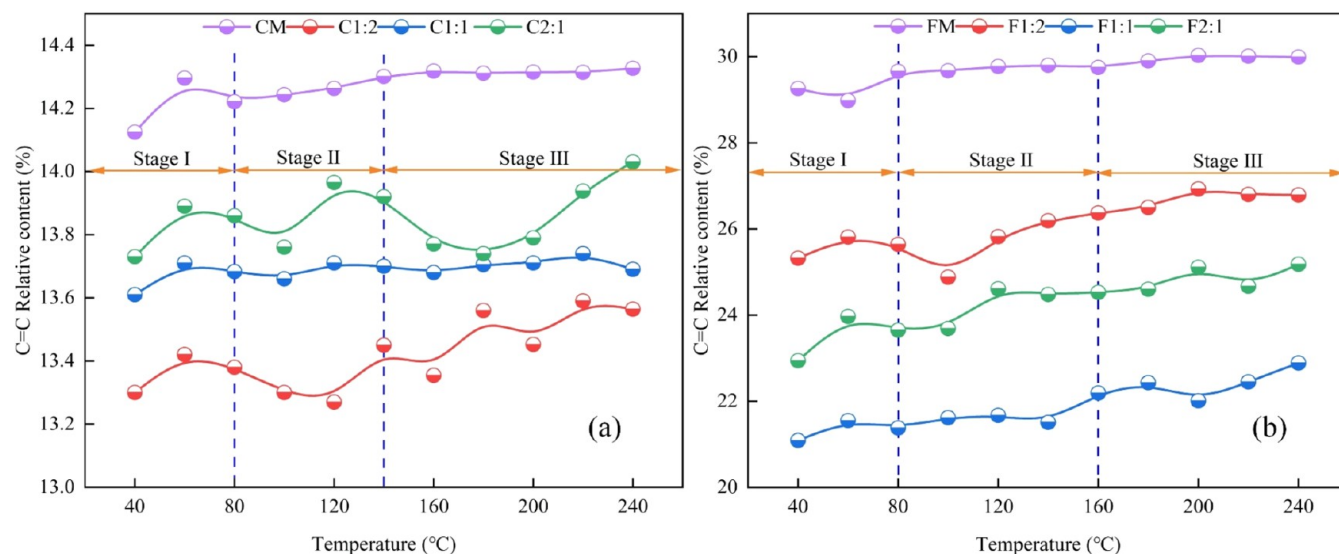 CM C1:2 C1:1 C2:1
14.4
14.2
14.0
13.8
13.6
13.4
13.2
13.0
C=C Relative content (%)
Stage I Stage II Stage III
(a)
40 80 120 160 200 240
Temperature (℃)
FM F1:2 F1:1 F2:1
30
28
26
24
22
20
C=C Relative content (%)
Stage I Stage II Stage III
(b)
40 80 120 160 200 240
Temperature (℃)